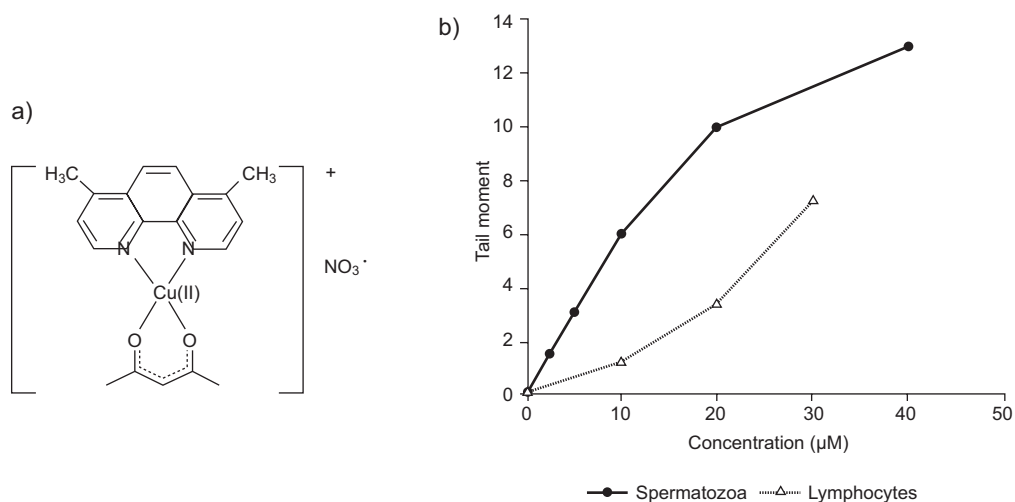 a)
H₃C
CH₃
N
N
Cu(II)
O
O
+
NO₃·
b)
Tail moment
14
12
10
8
6
4
2
0
0 10 20 30 40 50
Concentration (µM)
Spermatozoa Lymphocytes